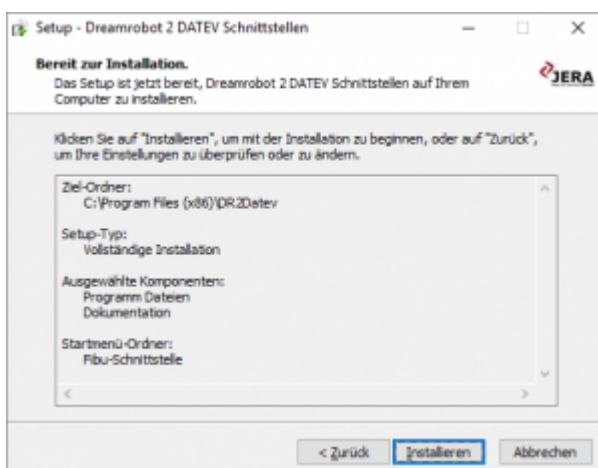 Setup - Dreamrobot 2 DATEV Schnittstellen
Bereit zur Installation.
Das Setup ist jetzt bereit, Dreamrobot 2 DATEV Schnittstellen auf Ihrem
Computer zu installieren.
JERA
Klicken Sie auf "Installieren", um mit der Installation zu beginnen, oder auf "Zurück",
um Ihre Einstellungen zu überprüfen oder zu ändern.
Ziel-Ordner:
C:\Program Files (x86)\DR2Datev
Setup-Typ:
Vollständige Installation
Ausgewählte Komponenten:
Programm Dateien
Dokumentation
Startmenü-Ordner:
Fibu-Schnittstelle
< Zurück Installieren Abbrechen